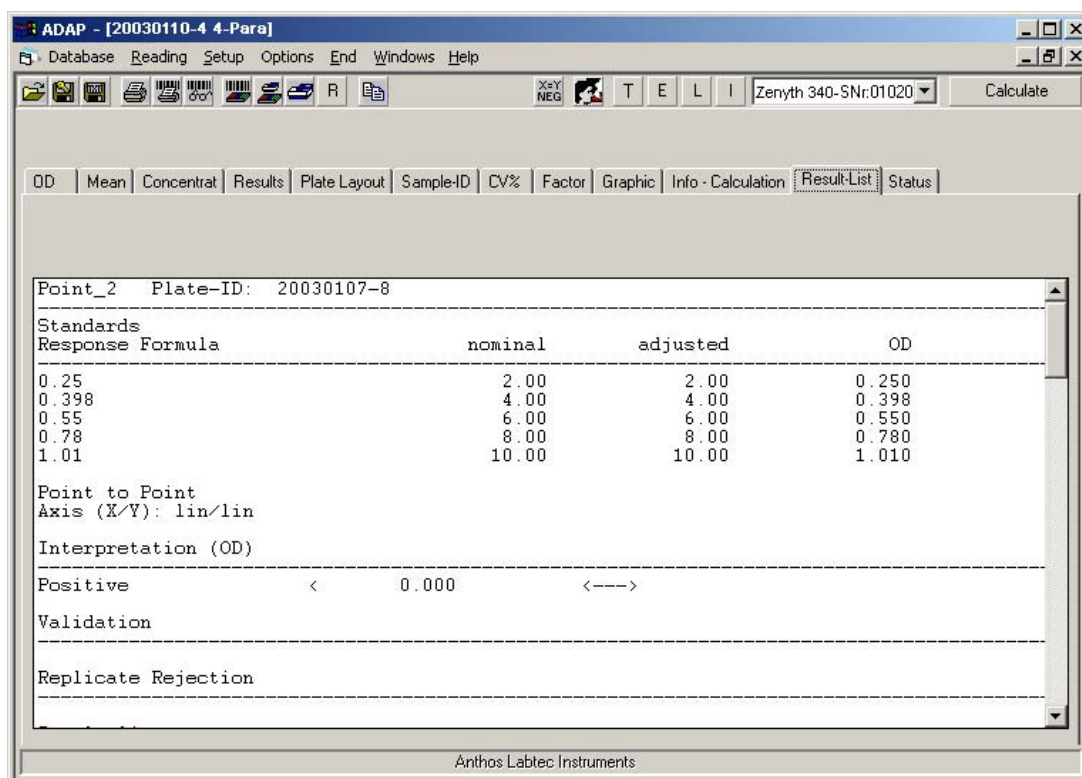 ADAP - [20030110-4 4-Para]
Database Reading Setup Options End Windows Help
R X=Y NEG T E L I Zenyth 340-SNr:01020 Calculate
OD Mean Concentrat Results Plate Layout Sample-ID CV% Factor Graphic Info - Calculation Result-List Status
Point_2 Plate-ID: 20030107-8
Standards
Response Formula nominal adjusted OD
0.25 2.00 2.00 0.250
0.398 4.00 4.00 0.398
0.55 6.00 6.00 0.550
0.78 8.00 8.00 0.780
1.01 10.00 10.00 1.010
Point to Point
Axis (X/Y): lin/lin
Interpretation (OD)
Positive < 0.000 <--->
Validation
Replicate Rejection
Anthos Labtec Instruments